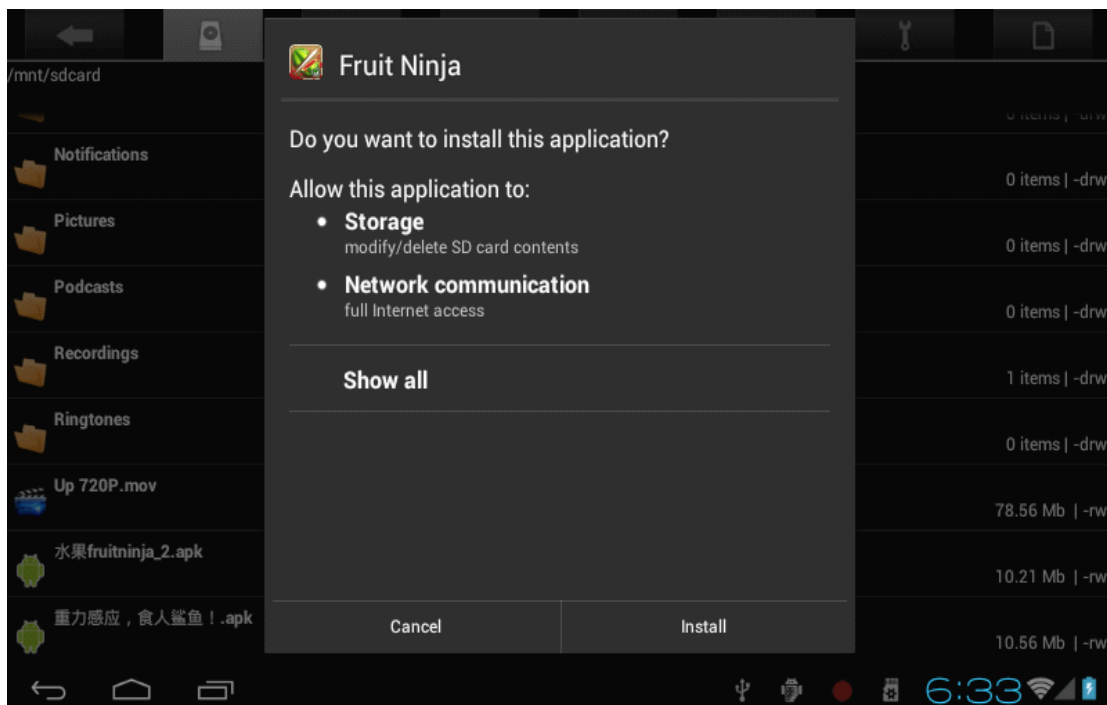 /mnt/sdcard
Fruit Ninja
Do you want to install this application?
Allow this application to:
• Storage
modify/delete SD card contents
• Network communication
full Internet access
Show all
Cancel
Install
0 items | -drw
Notifications
0 items | -drw
Pictures
0 items | -drw
Podcasts
0 items | -drw
Recordings
1 items | -drw
Ringtones
0 items | -drw
Up 720P.mov
78.56 Mb | -rw
水果fruitninja_2.apk
10.21 Mb | -rw
重力感应，食人鲨鱼！.apk
10.56 Mb | -rw
6:33